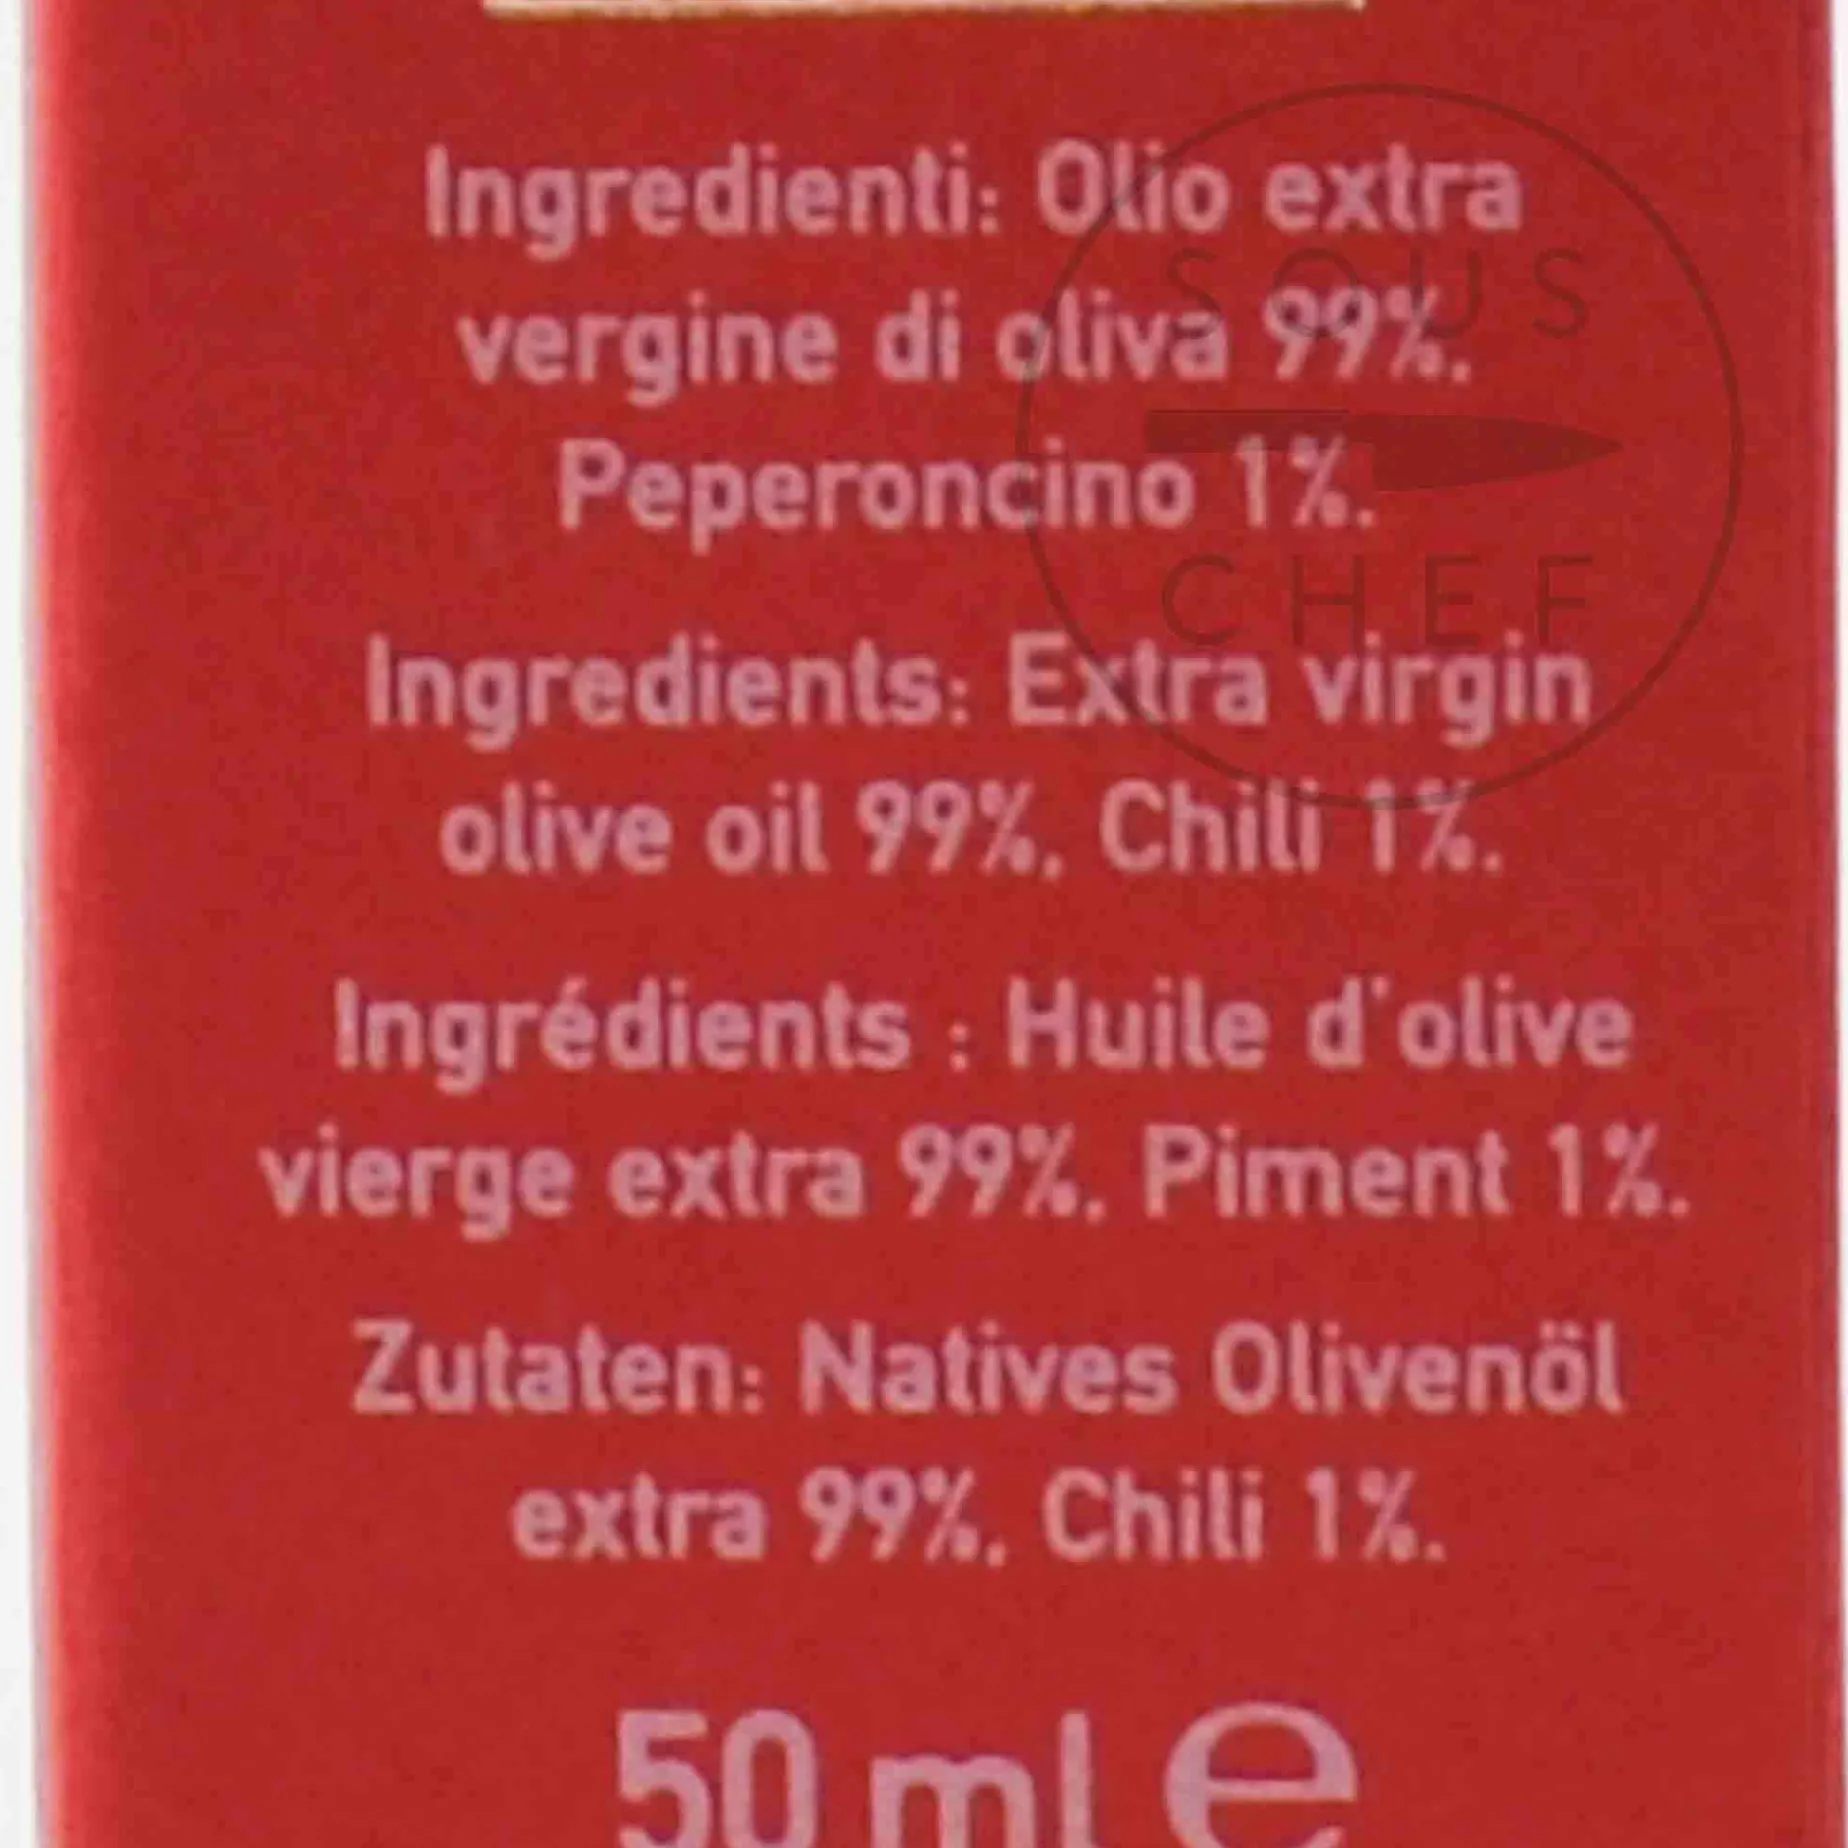 Ingredienti: Olio extra
vergine di oliva 99%,
Peperoncino 1%.
Ingredients: Extra virgin
olive oil 99%, Chili 1%.
Ingrédients : Huile d'olive
vierge extra 99%, Piment 1%.
Zutaten: Natives Olivenöl
extra 99%, Chili 1%.
50 ml e
SOUS
CHEF